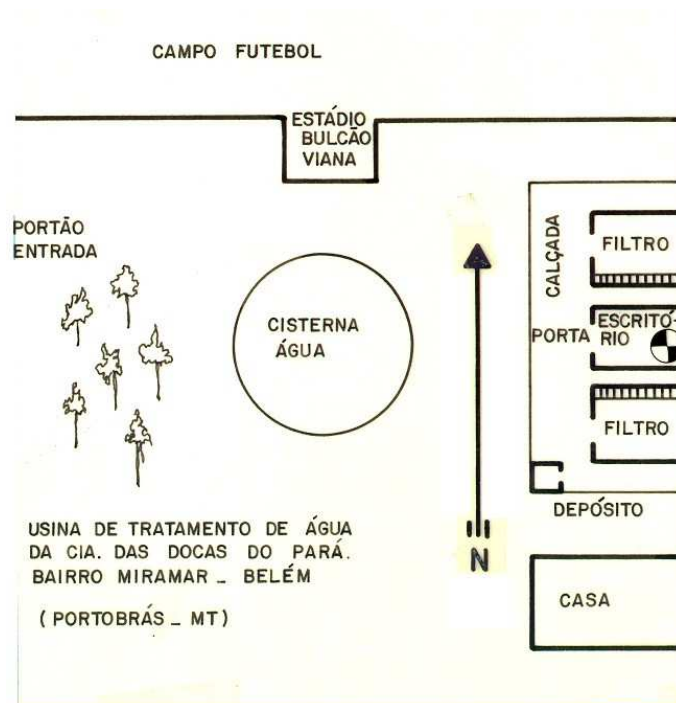 CAMPO FUTEBOL
ESTÁDIO
BULCÃO
VIANA
PORTÃO
ENTRADA
CALÇADA
FILTRO
CISTERNA
ÁGUA
PORTA
ESCRITÓ-
RIO
FILTRO
DEPÓSITO
USINA DE TRATAMENTO DE ÁGUA
DA CIA. DAS DOCAS DO PARÁ.
BAIRRO MIRAMAR _ BELÉM
N
CASA
(PORTOBRÁS _ MT)